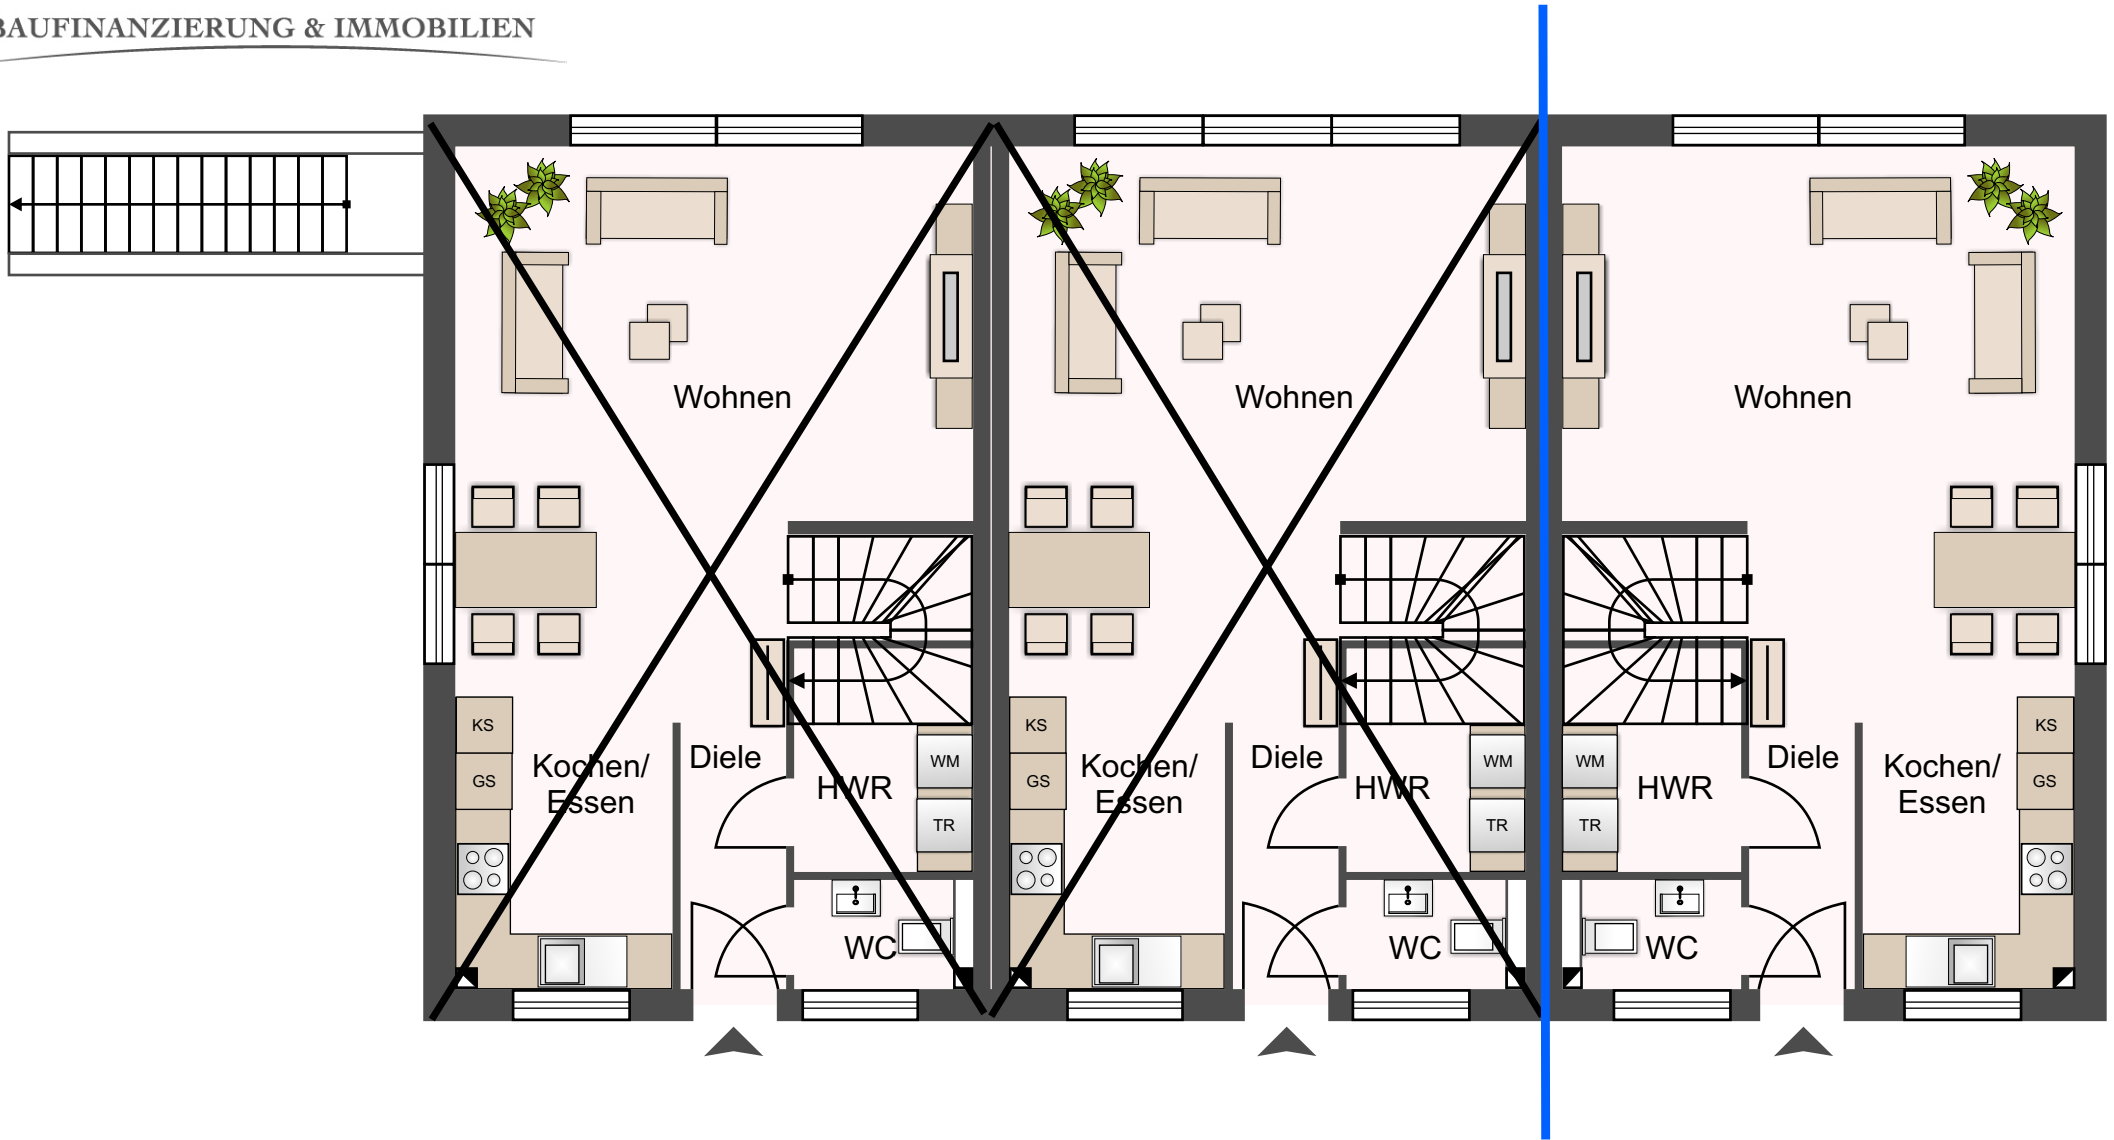 BAUFINANZIERUNG & IMMOBILIEN
Wohnen
Wohnen
Wohnen
KS
GS
Kochen/
Essen
Diele
HWR
WM
TR
WC
KS
GS
Kochen/
Essen
Diele
HWR
WM
TR
WC
WM
TR
HWR
WC
Diele
Kochen/
Essen
KS
GS